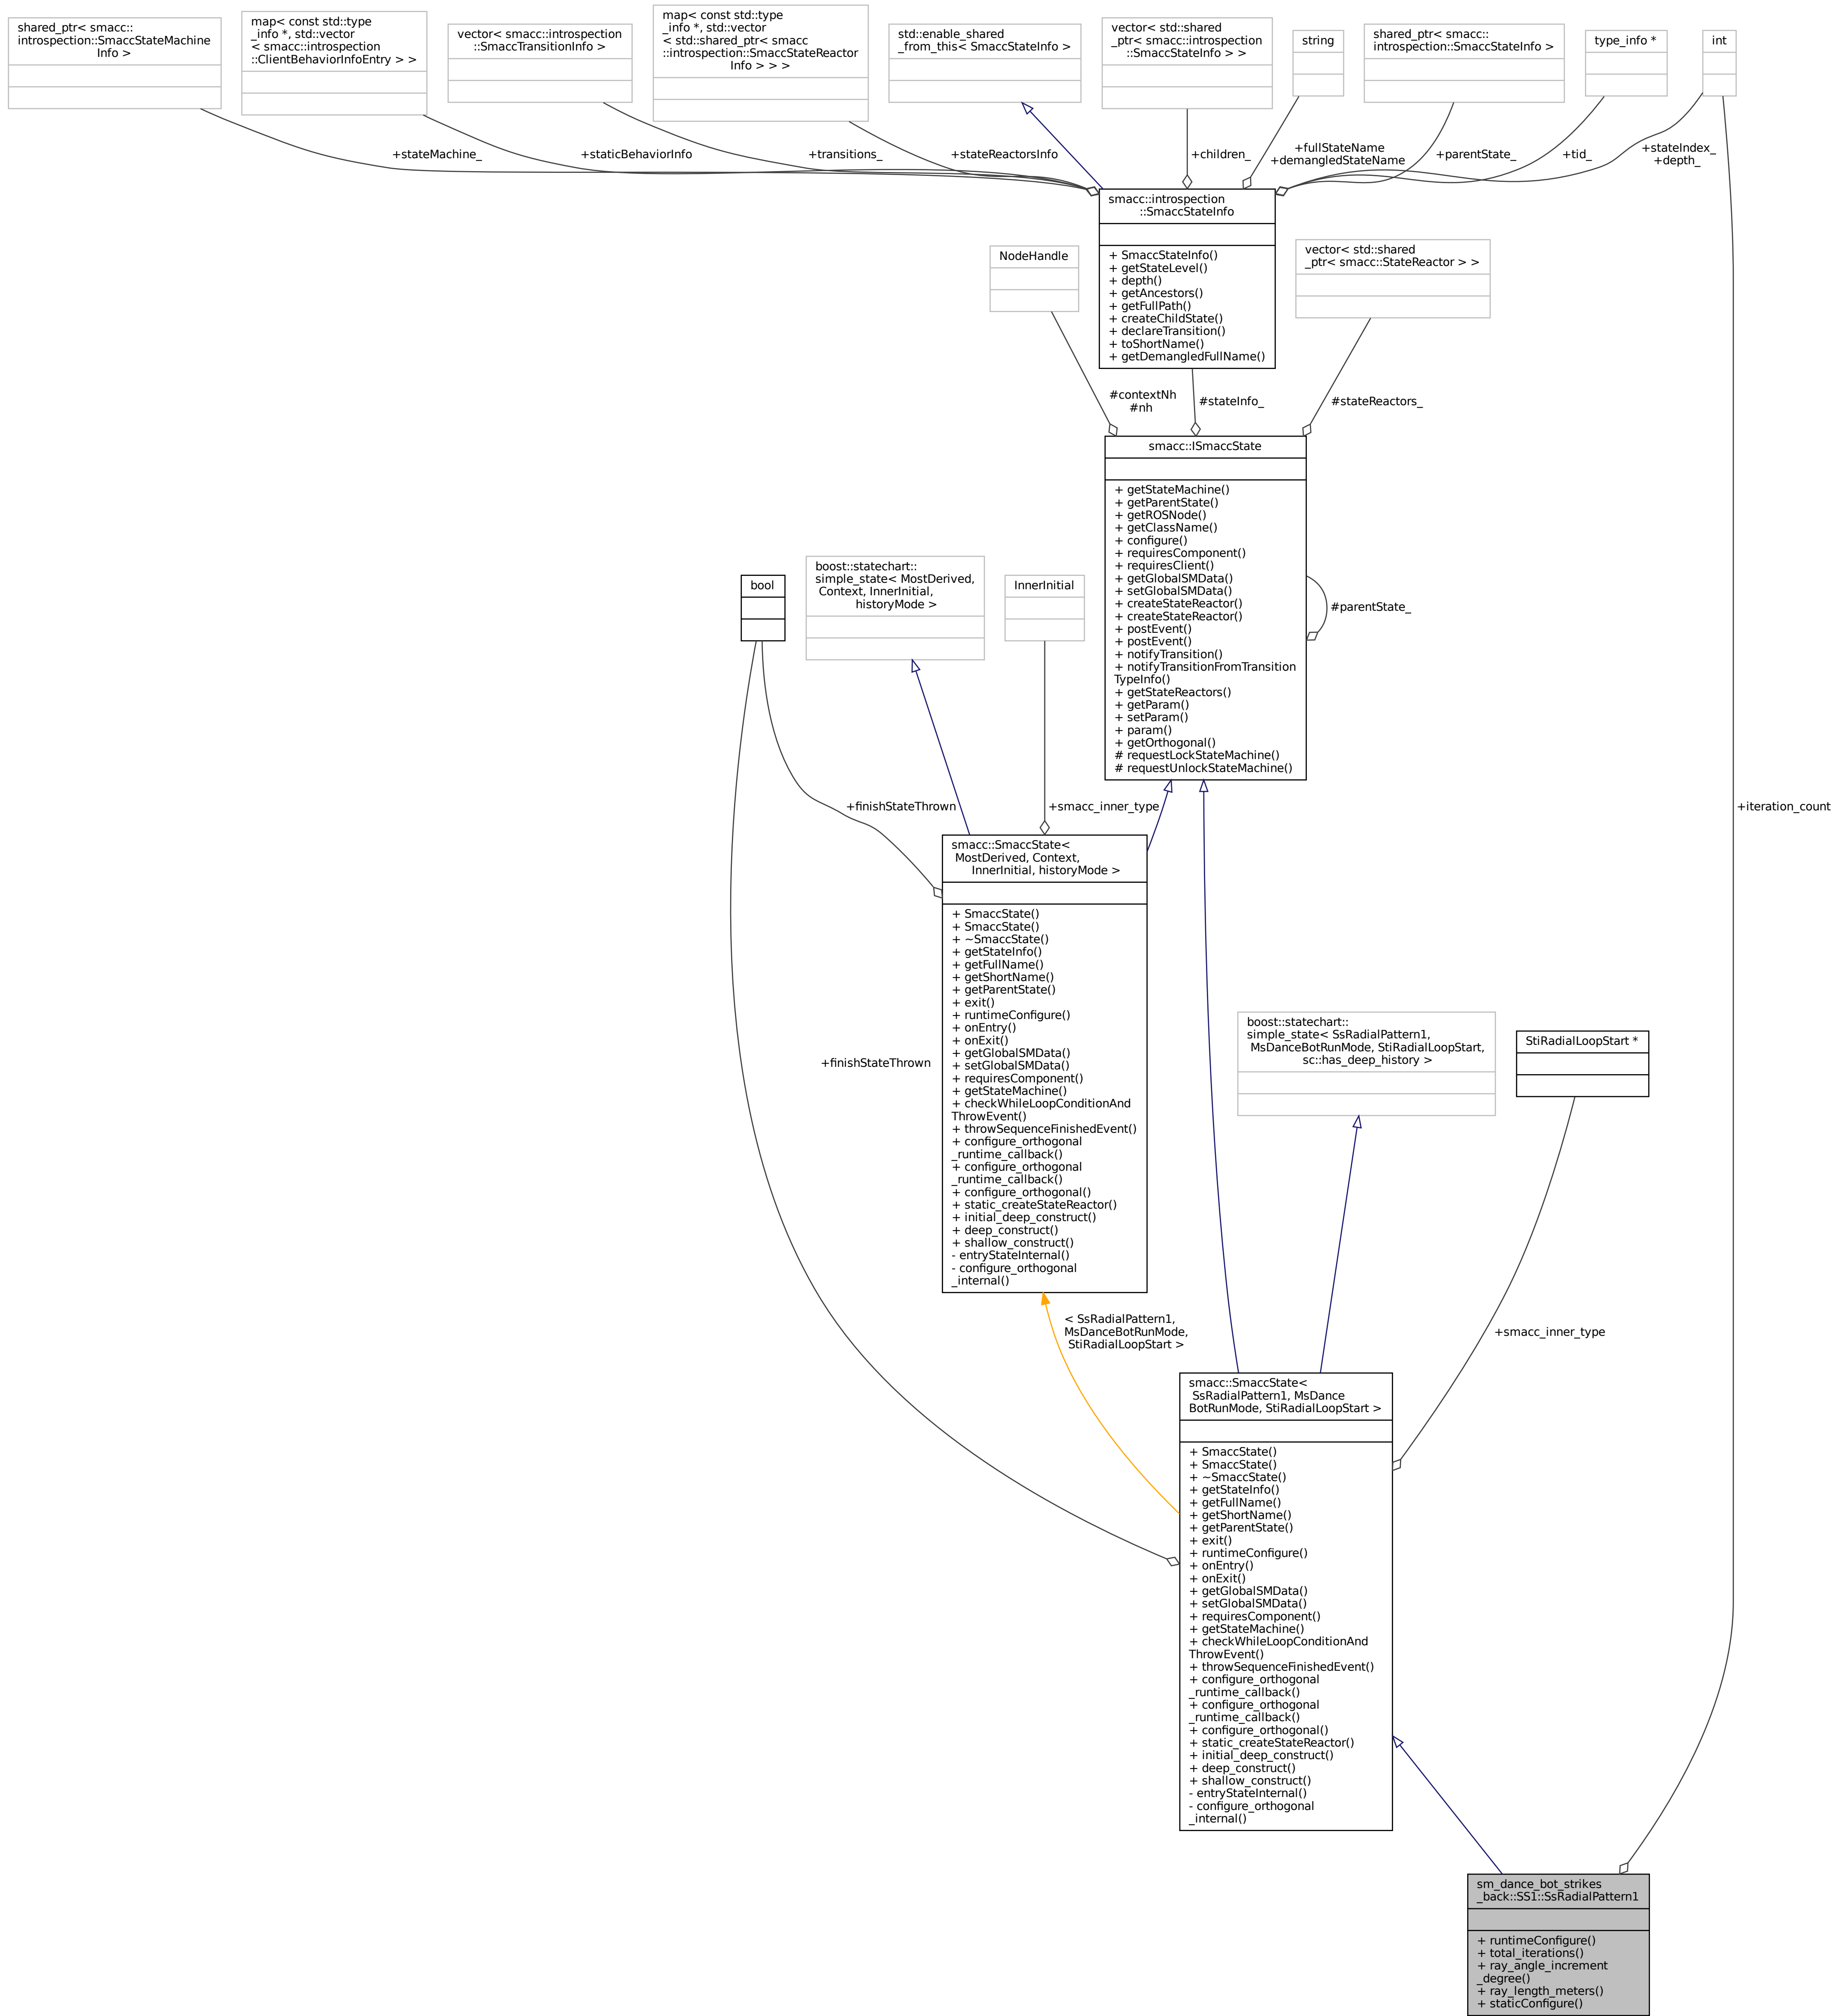 shared_ptr< smacc::
introspection::SmaccStateMachine
Info >
map< const std::type
_info *, std::vector
< smacc::introspection
::ClientBehaviorInfoEntry > >
vector< smacc::introspection
::SmaccTransitionInfo >
map< const std::type
_info *, std::vector
< std::shared_ptr< smacc
::introspection::SmaccStateReactor
Info > > >
std::enable_shared
_from_this< SmaccStateInfo >
vector< std::shared
_ptr< smacc::introspection
::SmaccStateInfo > >
string
shared_ptr< smacc::
introspection::SmaccStateInfo >
type_info *
int
+stateMachine_
+staticBehaviorInfo
+transitions_
+stateReactorsInfo
+children_
+fullStateName
+demangledStateName
+parentState_
+tid_
+stateIndex_
+depth_
smacc::introspection
::SmaccStateInfo
+ SmaccStateInfo()
+ getStateLevel()
+ depth()
+ getAncestors()
+ getFullPath()
+ createChildState()
+ declareTransition()
+ toShortName()
+ getDemangledFullName()
NodeHandle
vector< std::shared
_ptr< smacc::StateReactor > >
#contextNh
#nh
#stateInfo_
#stateReactors_
smacc::ISmaccState
+ getStateMachine()
+ getParentState()
+ getROSNode()
+ getClassName()
+ configure()
+ requiresComponent()
+ requiresClient()
+ getGlobalSMData()
+ setGlobalSMData()
+ createStateReactor()
+ createStateReactor()
+ postEvent()
+ postEvent()
+ notifyTransition()
+ notifyTransitionFromTransition
TypeInfo()
+ getStateReactors()
+ getParam()
+ setParam()
+ param()
+ getOrthogonal()
# requestLockStateMachine()
# requestUnlockStateMachine()
#parentState_
bool
boost::statechart::
simple_state< MostDerived,
Context, InnerInitial,
historyMode >
InnerInitial
+finishStateThrown
+smacc_inner_type
+iteration_count
smacc::SmaccState<
MostDerived, Context,
InnerInitial, historyMode >
+ SmaccState()
+ SmaccState()
+ ~SmaccState()
+ getStateInfo()
+ getFullName()
+ getShortName()
+ getParentState()
+ exit()
+ runtimeConfigure()
+ onEntry()
+ onExit()
+ getGlobalSMData()
+ setGlobalSMData()
+ requiresComponent()
+ getStateMachine()
+ checkWhileLoopConditionAnd
ThrowEvent()
+ throwSequenceFinishedEvent()
+ configure_orthogonal
_runtime_callback()
+ configure_orthogonal
_runtime_callback()
+ configure_orthogonal()
+ static_createStateReactor()
+ initial_deep_construct()
+ deep_construct()
+ shallow_construct()
- entryStateInternal()
- configure_orthogonal
_internal()
+finishStateThrown
boost::statechart::
simple_state< SsRadialPattern1,
MsDanceBotRunMode, StiRadialLoopStart,
sc::has_deep_history >
StiRadialLoopStart *
< SsRadialPattern1,
MsDanceBotRunMode,
StiRadialLoopStart >
+smacc_inner_type
smacc::SmaccState<
SsRadialPattern1, MsDance
BotRunMode, StiRadialLoopStart >
+ SmaccState()
+ SmaccState()
+ ~SmaccState()
+ getStateInfo()
+ getFullName()
+ getShortName()
+ getParentState()
+ exit()
+ runtimeConfigure()
+ onEntry()
+ onExit()
+ getGlobalSMData()
+ setGlobalSMData()
+ requiresComponent()
+ getStateMachine()
+ checkWhileLoopConditionAnd
ThrowEvent()
+ throwSequenceFinishedEvent()
+ configure_orthogonal
_runtime_callback()
+ configure_orthogonal
_runtime_callback()
+ configure_orthogonal()
+ static_createStateReactor()
+ initial_deep_construct()
+ deep_construct()
+ shallow_construct()
- entryStateInternal()
- configure_orthogonal
_internal()
sm_dance_bot_strikes
_back::SS1::SsRadialPattern1
+ runtimeConfigure()
+ total_iterations()
+ ray_angle_increment
_degree()
+ ray_length_meters()
+ staticConfigure()